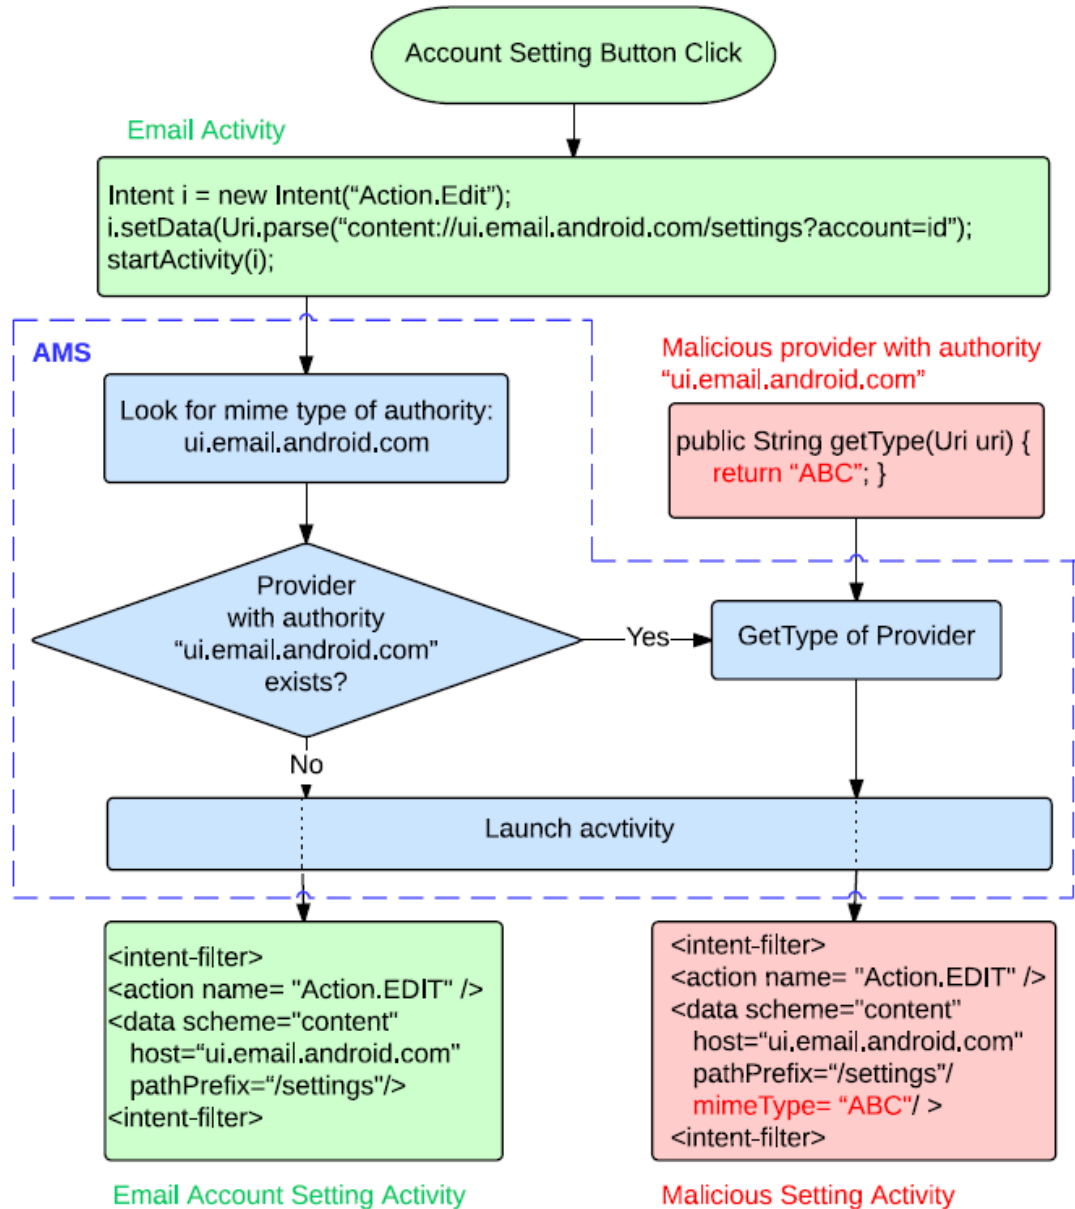 Account Setting Button Click
Email Activity
Intent i = new Intent(“Action.Edit”);
i.setData(Uri.parse(“content://ui.email.android.com/settings?account=id”);
startActivity(i);
AMS
Look for mime type of authority:
ui.email.android.com
Malicious provider with authority
“ui.email.android.com”
public String getType(Uri uri) {
return “ABC”; }
Provider
with authority
“ui.email.android.com”
exists?
Yes
GetType of Provider
No
Launch acvtivity
<intent-filter>
<action name= "Action.EDIT" />
<data scheme="content"
host=“ui.email.android.com"
pathPrefix=“/settings"/>
<intent-filter>
Email Account Setting Activity
<intent-filter>
<action name= "Action.EDIT" />
<data scheme="content"
host=“ui.email.android.com"
pathPrefix=“/settings”/
mimeType= “ABC"/ >
<intent-filter>
Malicious Setting Activity